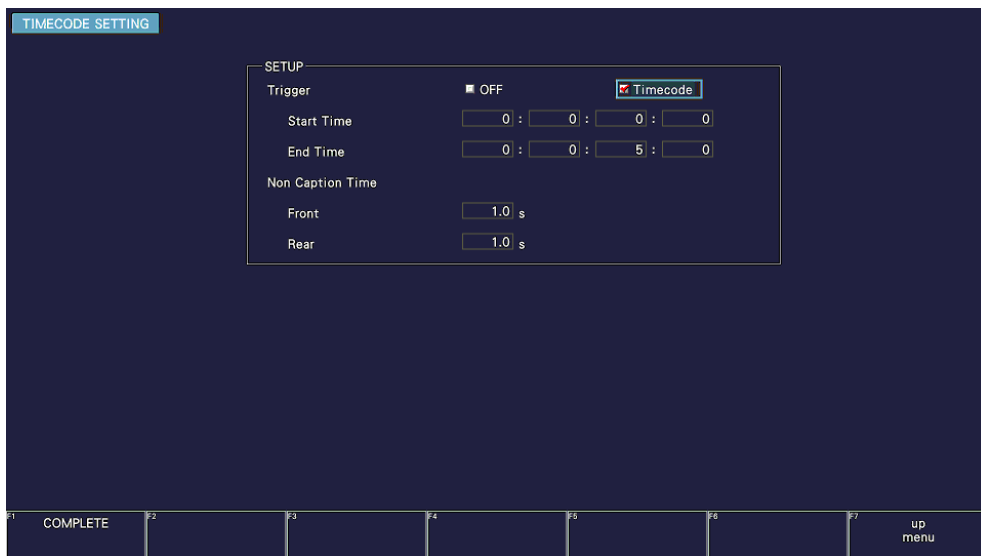 TIMECODE SETTING
SETUP
Trigger OFF Timecode
Start Time 0 : 0 : 0 : 0
End Time 0 : 0 : 5 : 0
Non Caption Time
Front 1.0 s
Rear 1.0 s
F1 COMPLETE F2 F3 F4 F5 F6 F7 up
menu